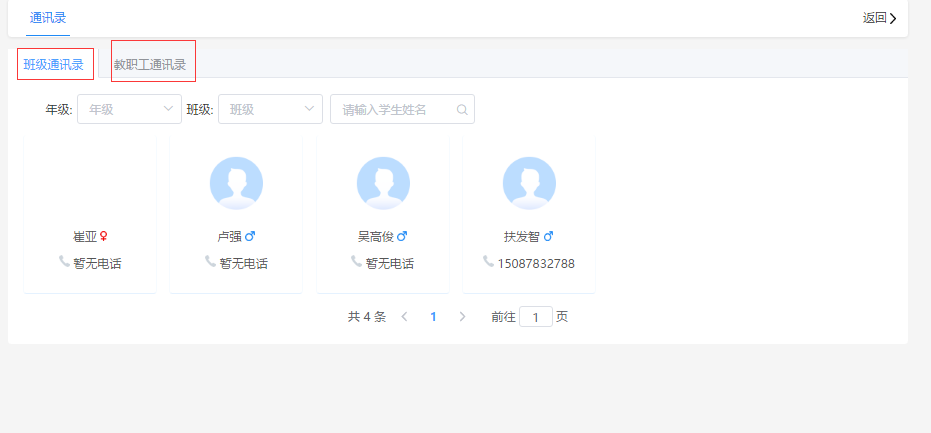 通讯录 返回
班级通讯录 教职工通讯录
年级: 年级 班级: 班级 请输入学生姓名
崔亚 卢强 吴高俊 扶发智
暂无电话 暂无电话 暂无电话 15087832788
共 4 条 1 前往 1 页